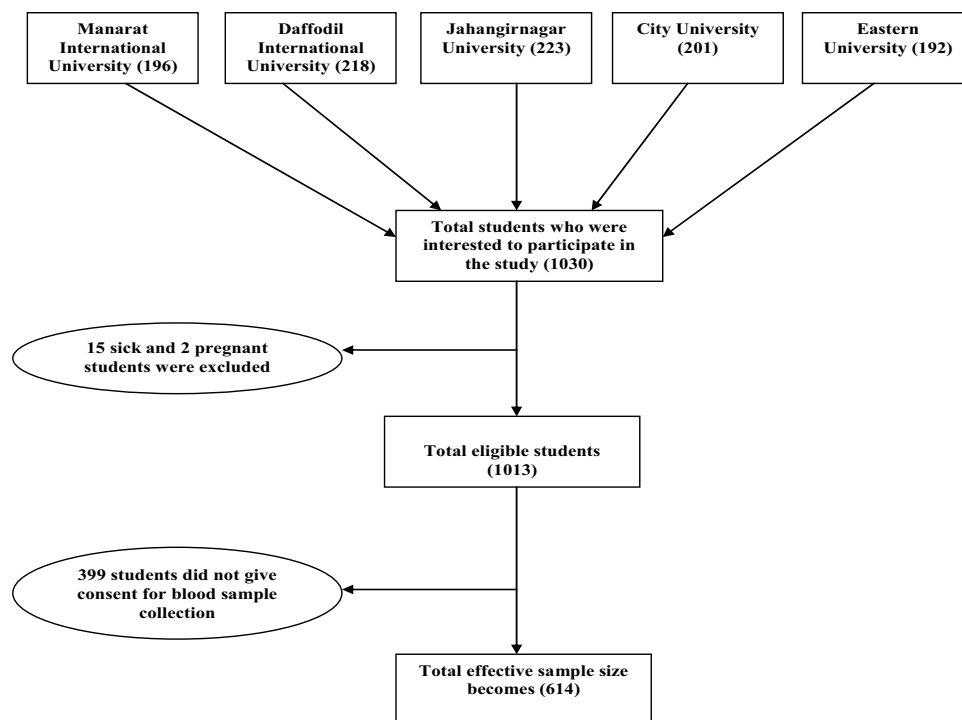 Manarat
International
University (196)
Daffodil
International
University (218)
Jahangirnagar
University (223)
City University
(201)
Eastern
University (192)
Total students who were
interested to participate in
the study (1030)
15 sick and 2 pregnant
students were excluded
Total eligible students
(1013)
399 students did not give
consent for blood sample
collection
Total effective sample size
becomes (614)